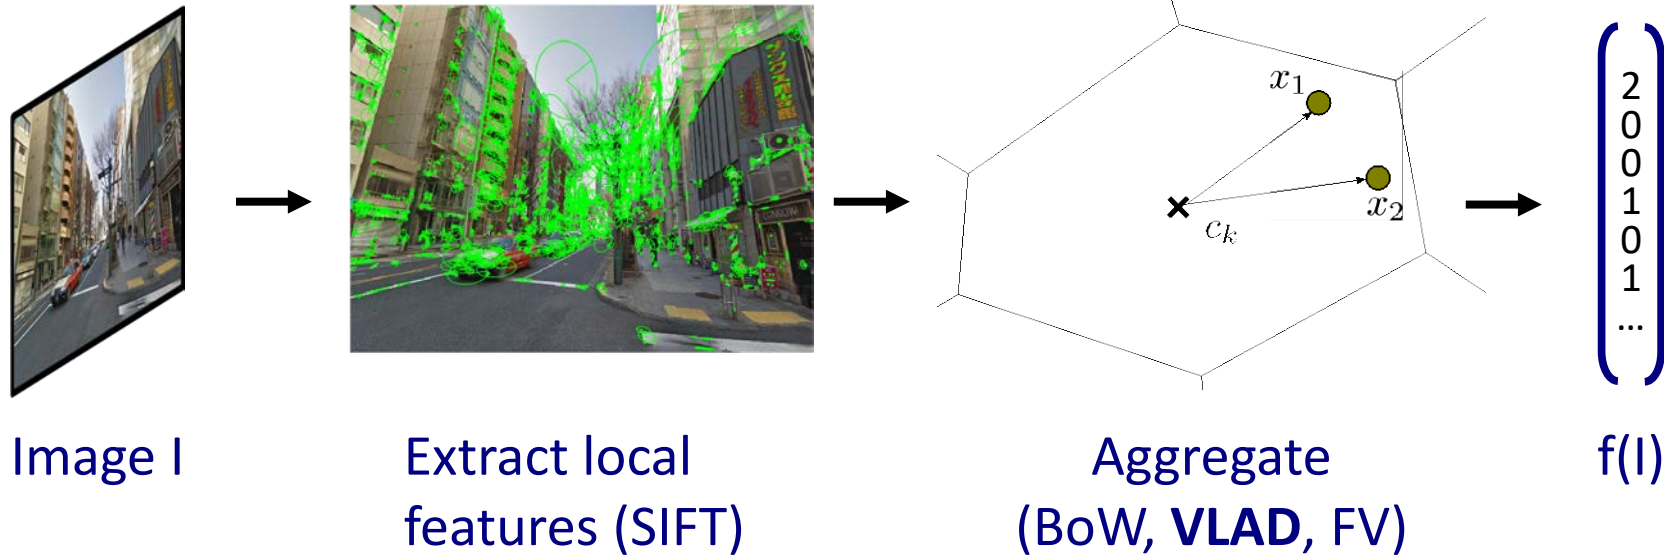 x₁
x₂
cₖ
2
0
0
1
0
1
...
Image I
Extract local
features (SIFT)
Aggregate
(BoW, VLAD, FV)
f(I)